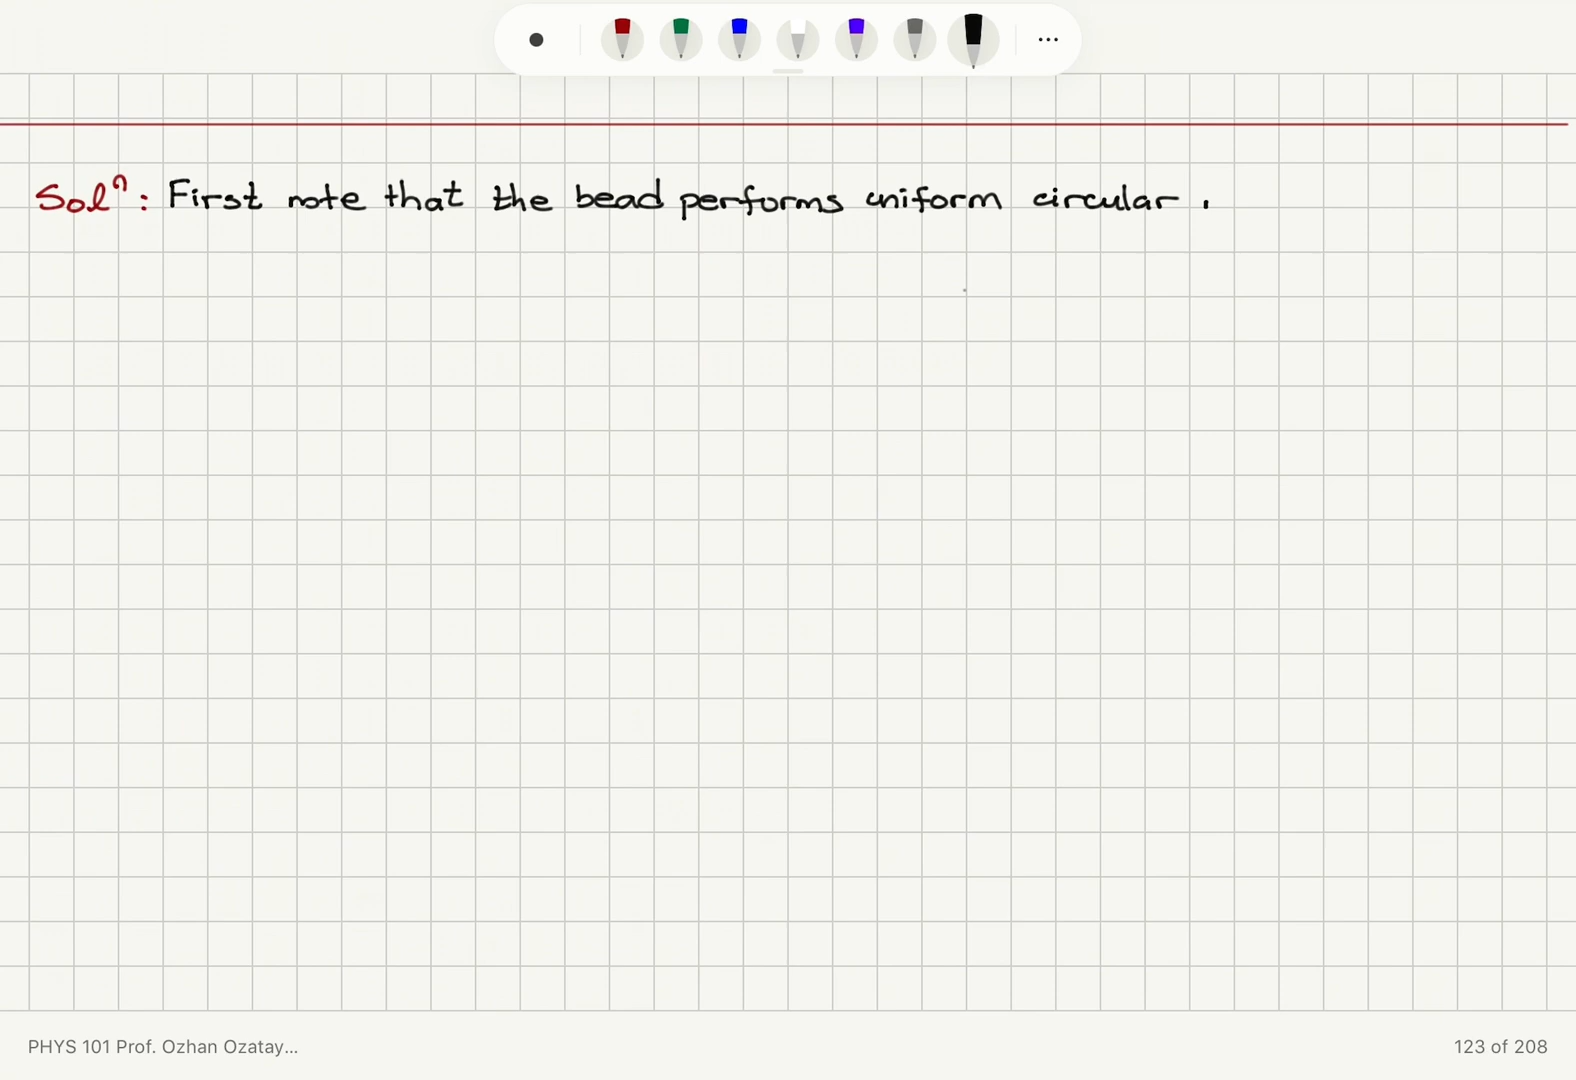 Solⁿ: First note that the bead performs uniform circular .
PHYS 101 Prof. Ozhan Ozatay...
123 of 208